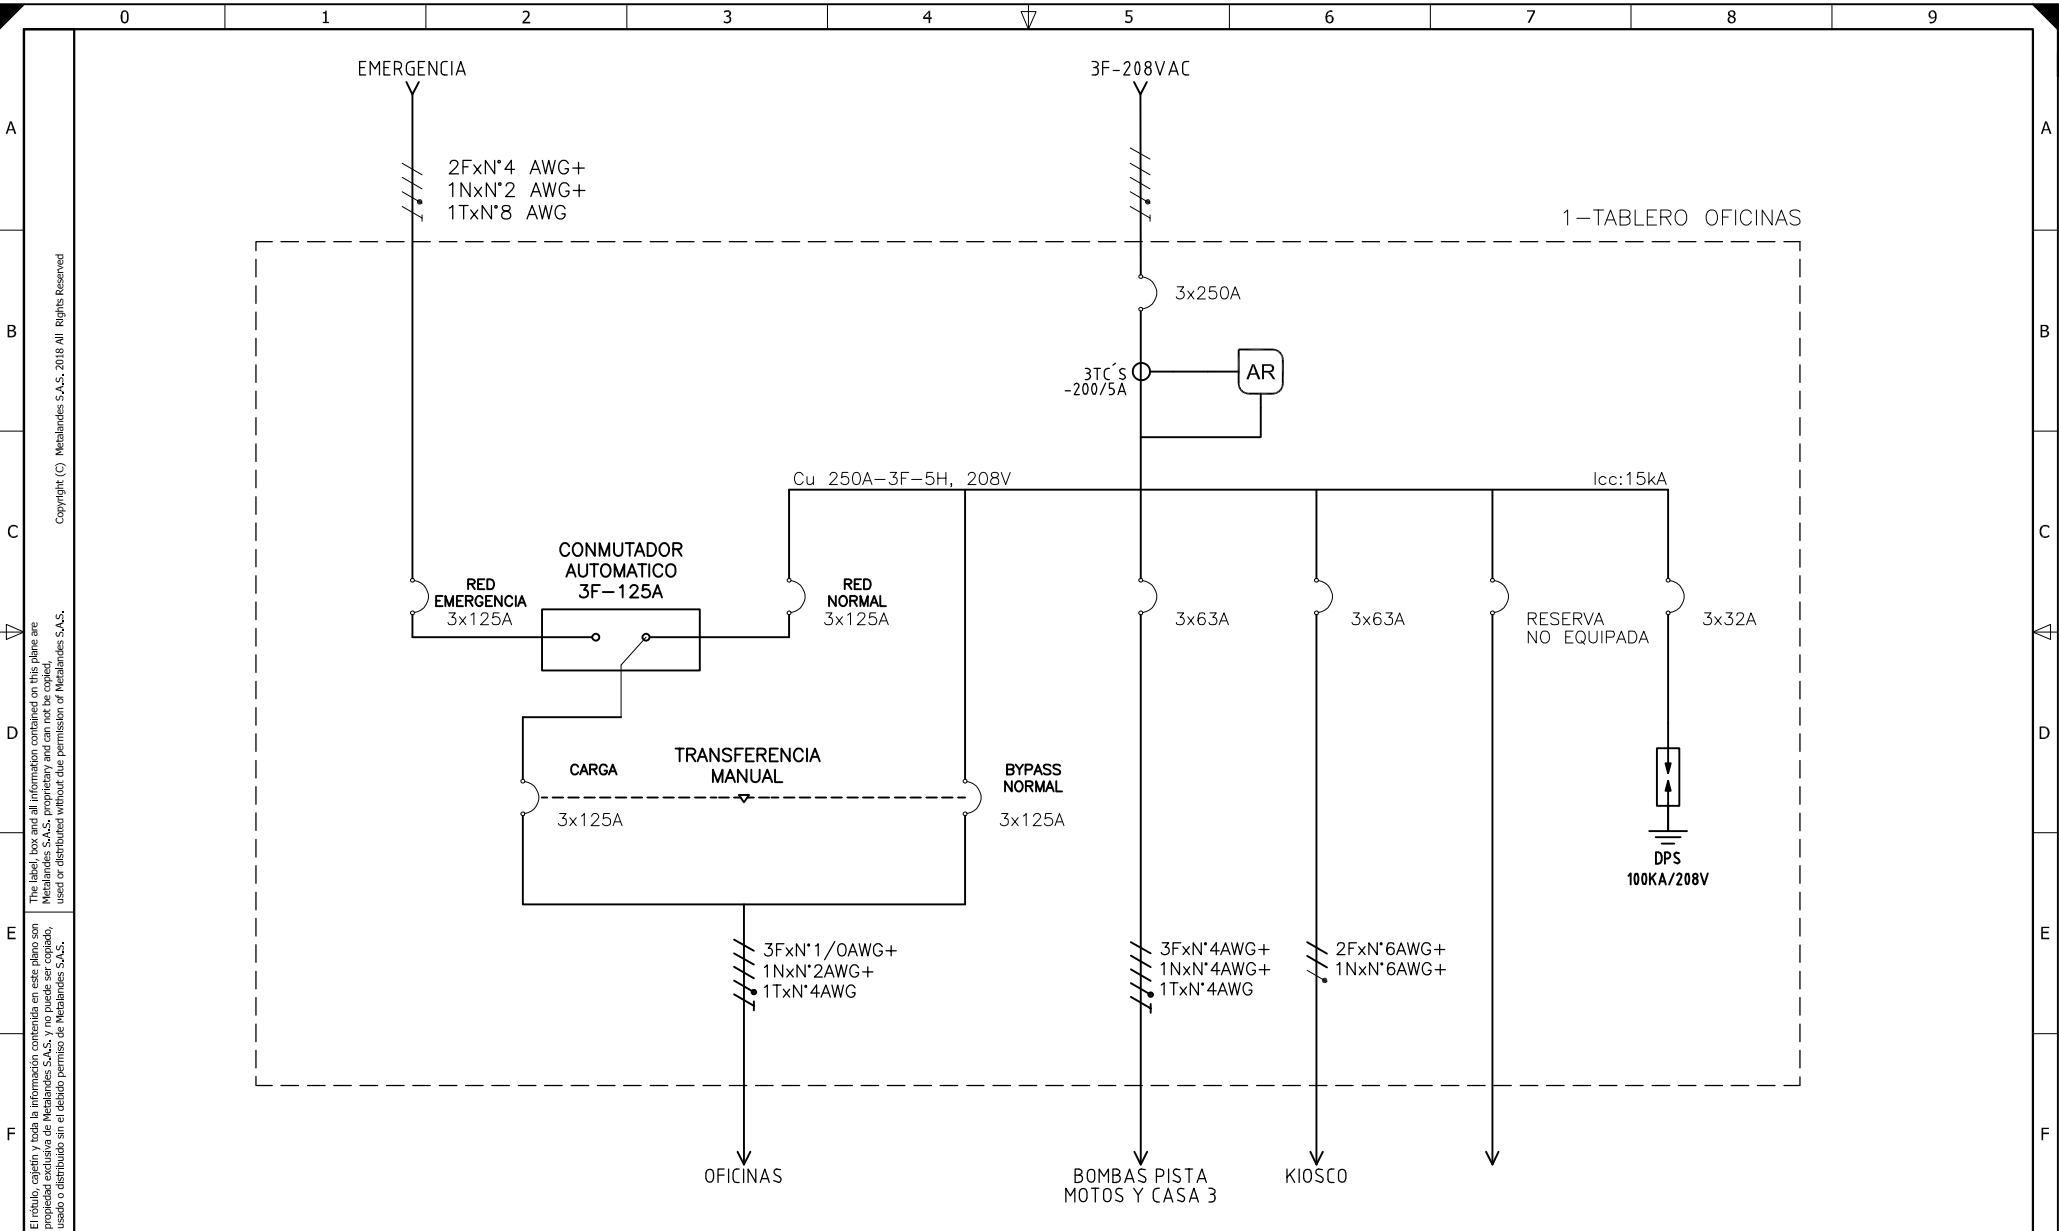 0 1 2 3 4 5 6 7 8 9
A
B
C
D
E
F
A
B
C
D
E
F
Copyright (C) Metalandes S.A.S. 2018 All Rights Reserved
The label, box and all information contained on this plane are
Metalandes S.A.S. proprietary and can not be copied,
used or distributed without due permission of Metalandes S.A.S.
El rótulo, cajetín y toda la información contenida en este plano son
propiedad exclusiva de Metalandes S.A.S. y no puede ser copiado,
usado o distribuido sin el debido permiso de Metalandes S.A.S.
EMERGENCIA
3F-208VAC
2FxN°4 AWG+
1NxN°2 AWG+
1TxN°8 AWG
1-TABLERO OFICINAS
3x250A
3TC´S
-200/5A
AR
Cu 250A-3F-5H, 208V
Icc:15kA
CONMUTADOR
AUTOMATICO
3F-125A
RED
EMERGENCIA
3x125A
RED
NORMAL
3x125A
3x63A
3x63A
RESERVA
NO EQUIPADA
3x32A
CARGA
3x125A
TRANSFERENCIA
MANUAL
BYPASS
NORMAL
3x125A
DPS
100KA/208V
3FxN°1/0AWG+
1NxN°2AWG+
1TxN°4AWG
3FxN°4AWG+
1NxN°4AWG+
1TxN°4AWG
2FxN°6AWG+
1NxN°6AWG+
OFICINAS
BOMBAS PISTA
MOTOS Y CASA 3
KIOSCO